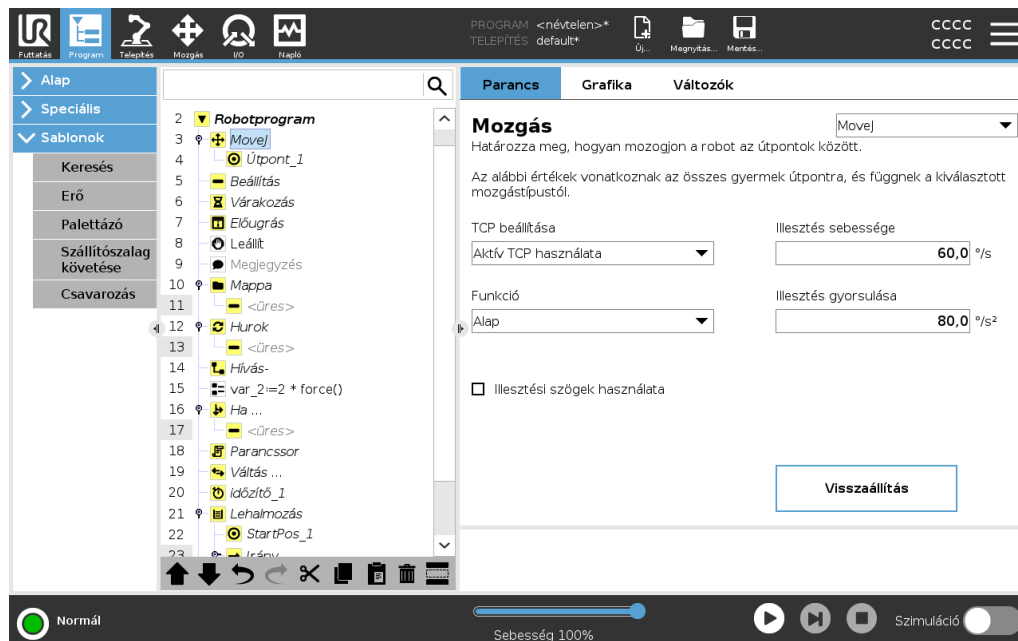 UR
Futtatás
Program
Telepítés
Mozgás
I/O
Napló
PROGRAM <névtelen>*
TELEPÍTÉS default*
Új...
Megnyitás...
Mentés...
CCCC
CCCC
Alap
Speciális
Sablonok
Keresés
Erő
Palettázó
Szállítószalag
követése
Csavarozás
2 Robotprogram
3 MoveJ
4 Útpont_1
5 Beállítás
6 Várakozás
7 Előugrás
8 Leállít
9 Megjegyzés
10 Mappa
11 <üres>
12 Hurok
13 <üres>
14 Hívás-
15 var_2≔2 * force()
16 Ha ...
17 <üres>
18 Parancssor
19 Váltás ...
20 időzítő_1
21 Lehalmozás
22 StartPos_1
23 Irány
Parancs
Grafika
Változók
Mozgás
MoveJ
Határozza meg, hogyan mozogjon a robot az útpontok között.
Az alábbi értékek vonatkoznak az összes gyermek útpontra, és függnek a kiválasztott
mozgástípustól.
TCP beállítása
Illesztés sebessége
Aktív TCP használata
60,0 °/s
Funkció
Illesztés gyorsulása
Alap
80,0 °/s²
Illesztési szögek használata
Visszaállítás
Normál
Sebesség 100%
Szimuláció